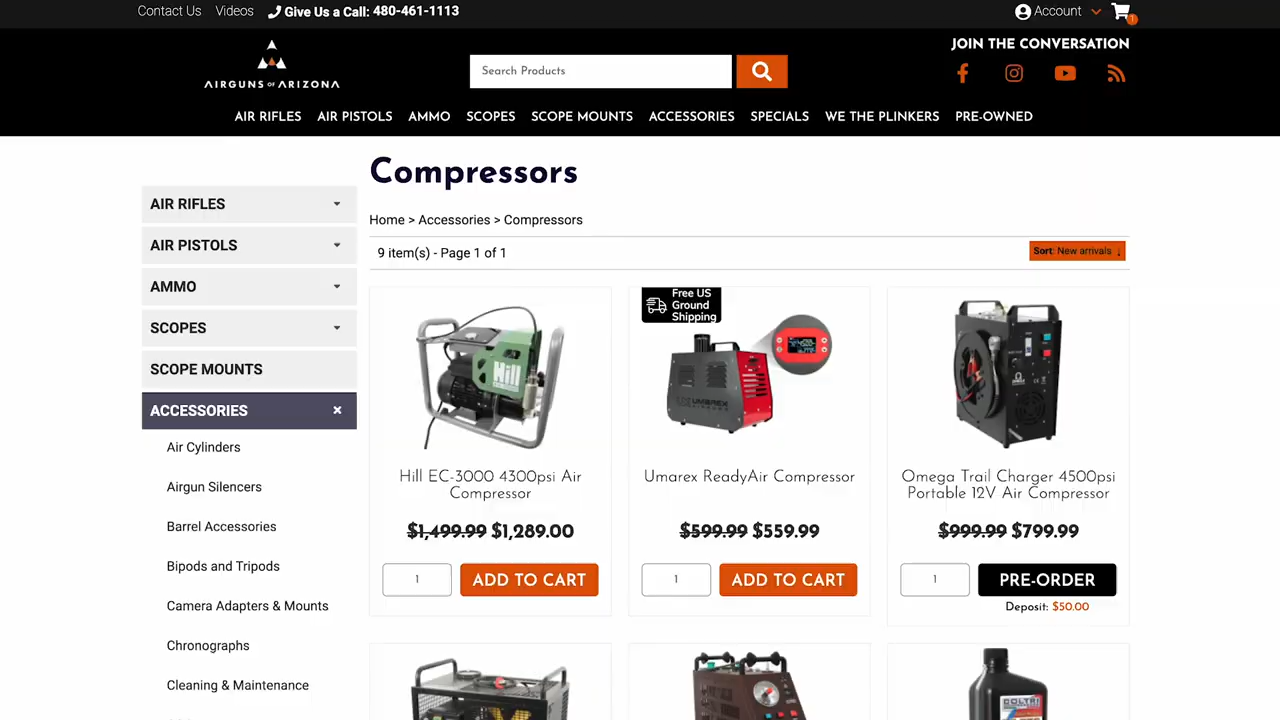 Contact Us Videos Give Us a Call: 480-461-1113 Account 1
JOIN THE CONVERSATION
AIRGUNS OF ARIZONA
Search Products
AIR RIFLES AIR PISTOLS AMMO SCOPES SCOPE MOUNTS ACCESSORIES SPECIALS WE THE PLINKERS PRE-OWNED
Compressors
Home > Accessories > Compressors
9 item(s) - Page 1 of 1
Sort: New arrivals ↓
AIR RIFLES
AIR PISTOLS
AMMO
SCOPES
SCOPE MOUNTS
ACCESSORIES ×
Air Cylinders
Airgun Silencers
Barrel Accessories
Bipods and Tripods
Camera Adapters & Mounts
Chronographs
Cleaning & Maintenance
Hill
Hill EC-3000 4300psi Air
Compressor
$1,499.99 $1,289.00
1 ADD TO CART
Free US
Ground
Shipping
UMAREX
Umarex ReadyAir Compressor
$599.99 $559.99
1 ADD TO CART
Omega Trail Charger 4500psi
Portable 12V Air Compressor
$999.99 $799.99
1 PRE-ORDER
Deposit: $50.00
COLTRI